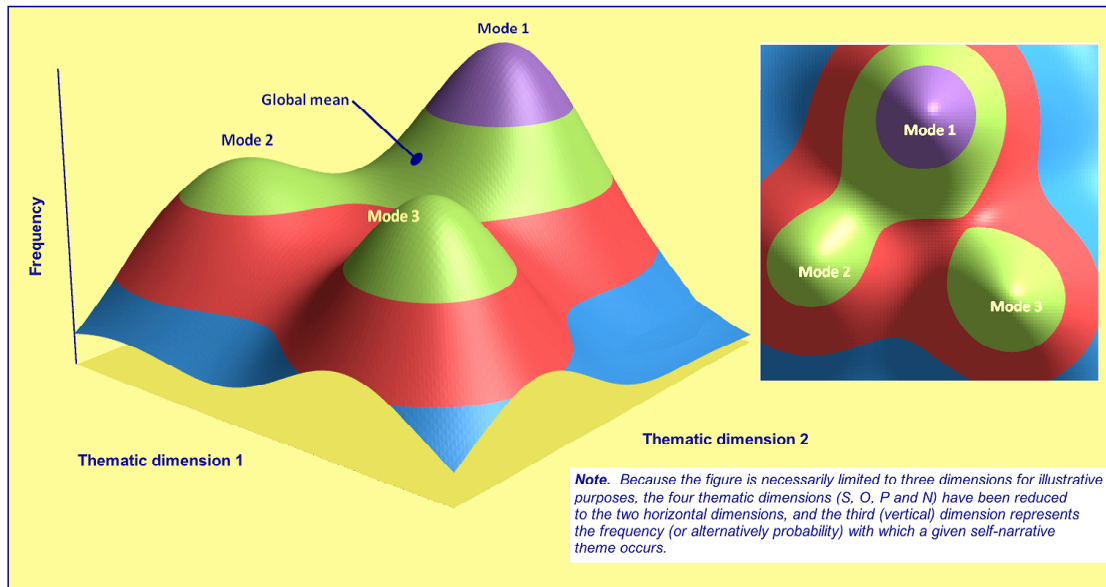 Mode 1
Global mean
Mode 2
Mode 3
Frequency
Thematic dimension 1
Thematic dimension 2
Mode 1
Mode 2
Mode 3
Note. Because the figure is necessarily limited to three dimensions for illustrative
purposes, the four thematic dimensions (S, O, P and N) have been reduced
to the two horizontal dimensions, and the third (vertical) dimension represents
the frequency (or alternatively probability) with which a given self-narrative
theme occurs.